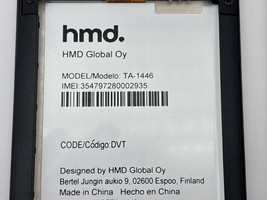 hmd.
HMD Global Oy
MODEL/Modelo: TA-1446
IMEI:354797280002935
CODE/Código:DVT
Designed by HMD Global Oy
Bertel Jungin aukio 9, 02600 Espoo, Finland
Made in China Hecho en China